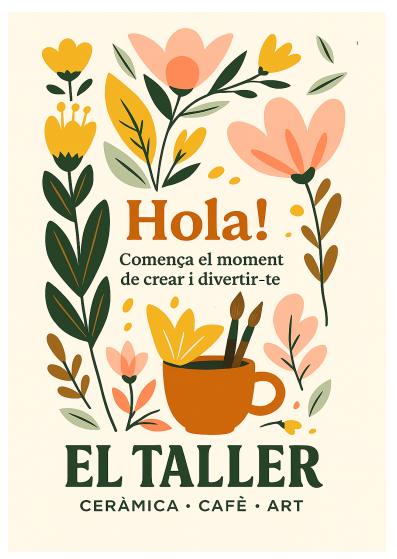 Hola!
Comença el moment
de crear i divertir-te
EL TALLER
CERÀMICA • CAFÈ • ART